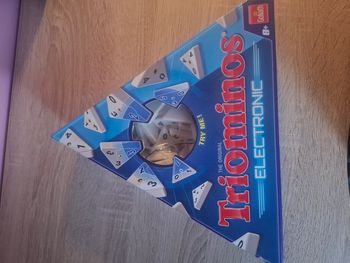 Goliath
8+
THE ORIGINAL
Triominos
ELECTRONIC
TRY ME!